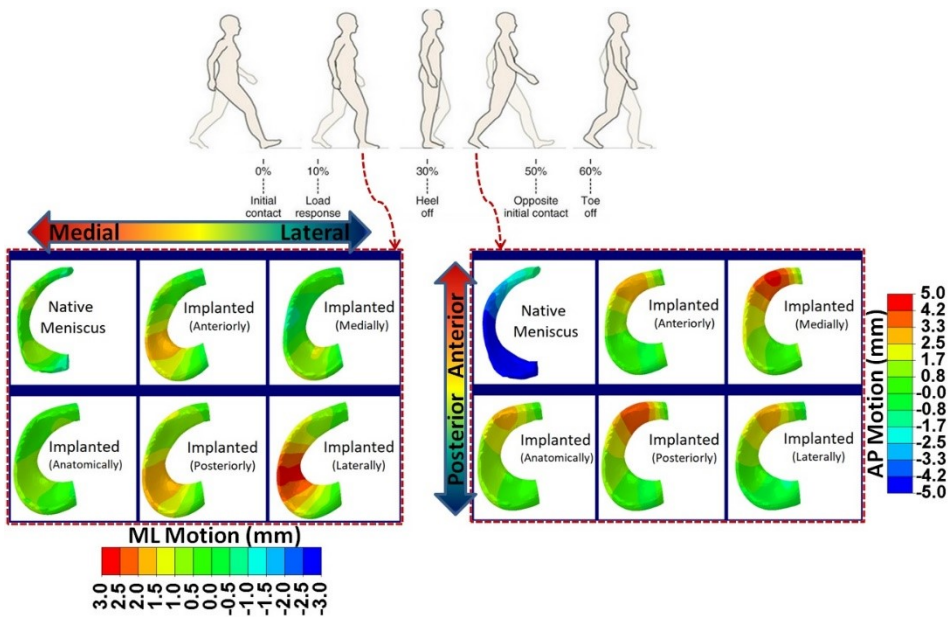 0% 10% 30% 50% 60%
Initial contact
Load response
Heel off
Opposite initial contact
Toe off
Medial Lateral
Native Meniscus
Implanted (Anteriorly)
Implanted (Medially)
Implanted (Anatomically)
Implanted (Posteriorly)
Implanted (Laterally)
ML Motion (mm)
3.0 2.5 2.0 1.5 1.0 0.5 0.0 -0.5 -1.0 -1.5 -2.0 -2.5 -3.0
Posterior Anterior
Native Meniscus
Implanted (Anteriorly)
Implanted (Medially)
Implanted (Anatomically)
Implanted (Posteriorly)
Implanted (Laterally)
AP Motion (mm)
5.0
4.2
3.3
2.5
1.7
0.8
0.0
-0.8
-1.7
-2.5
-3.3
-4.2
-5.0